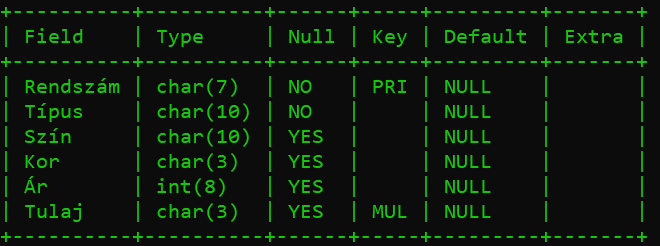 +----------+----------+------+-----+---------+-------+
| Field    | Type     | Null | Key | Default | Extra |
+----------+----------+------+-----+---------+-------+
| Rendszám | char(7)  | NO   | PRI | NULL    |       |
| Típus    | char(10) | NO   |     | NULL    |       |
| Szín     | char(10) | YES  |     | NULL    |       |
| Kor      | char(3)  | YES  |     | NULL    |       |
| Ár       | int(8)   | YES  |     | NULL    |       |
| Tulaj    | char(3)  | YES  | MUL | NULL    |       |
+----------+----------+------+-----+---------+-------+